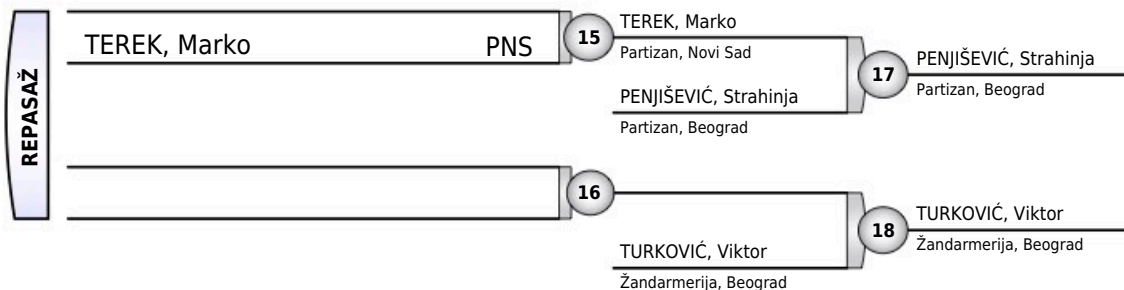 REPASAŽ
TEREK, Marko PNS
15
TEREK, Marko
Partizan, Novi Sad
PENJIŠEVIĆ, Strahinja
Partizan, Beograd
17
PENJIŠEVIĆ, Strahinja
Partizan, Beograd
16
TURKOVIĆ, Viktor
Žandarmerija, Beograd
18
TURKOVIĆ, Viktor
Žandarmerija, Beograd